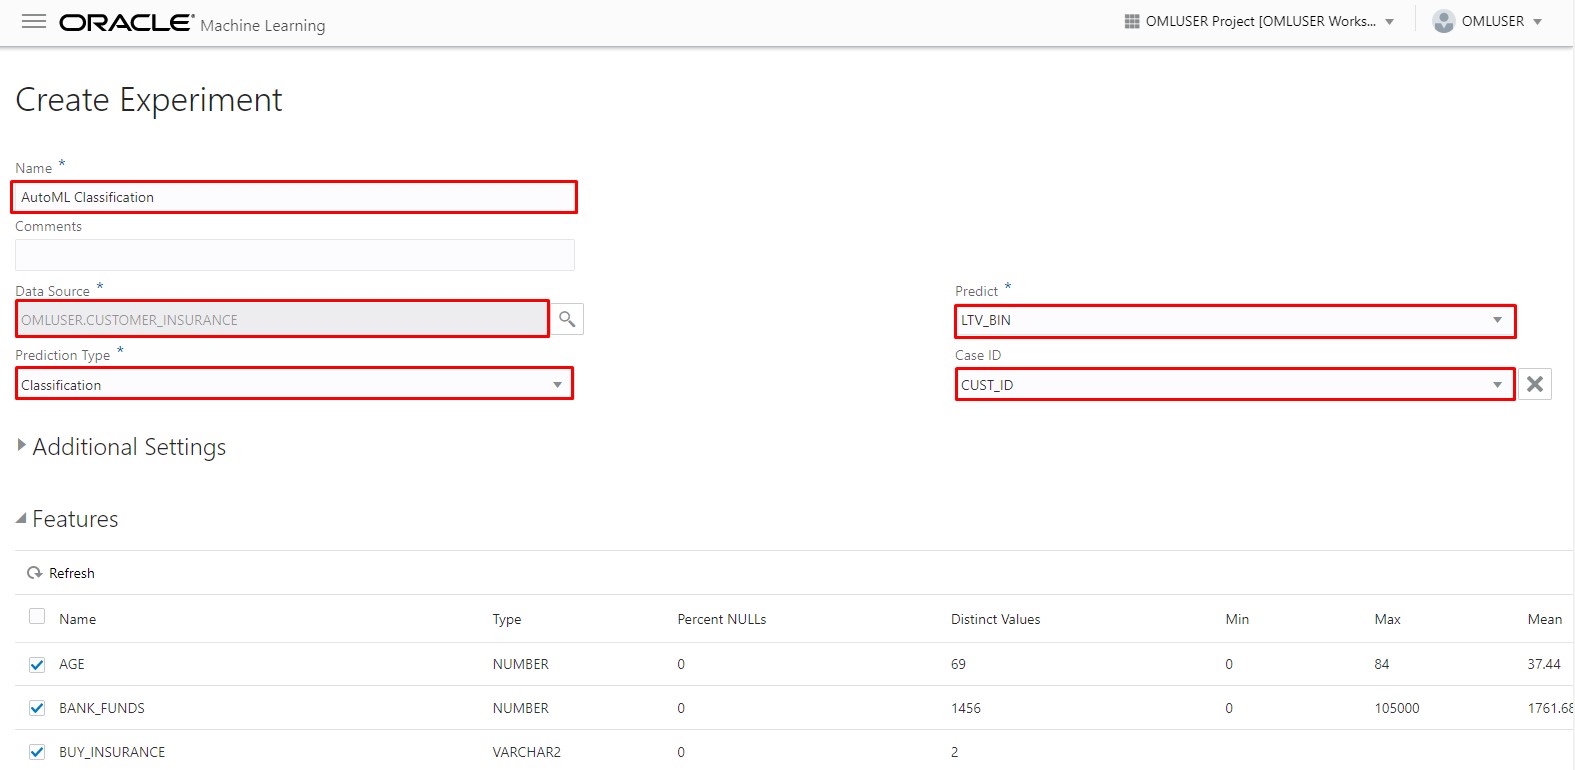 ORACLE® Machine Learning OMLUSER Project [OMLUSER Works... OMLUSER
Create Experiment
Name *
AutoML Classification
Comments
Data Source * Predict *
OMLUSER.CUSTOMER_INSURANCE LTV_BIN
Prediction Type * Case ID
Classification CUST_ID
Additional Settings
Features
Refresh
Name Type Percent NULLs Distinct Values Min Max Mean
AGE NUMBER 0 69 0 84 37.44
BANK_FUNDS NUMBER 0 1456 0 105000 1761.68
BUY_INSURANCE VARCHAR2 0 2